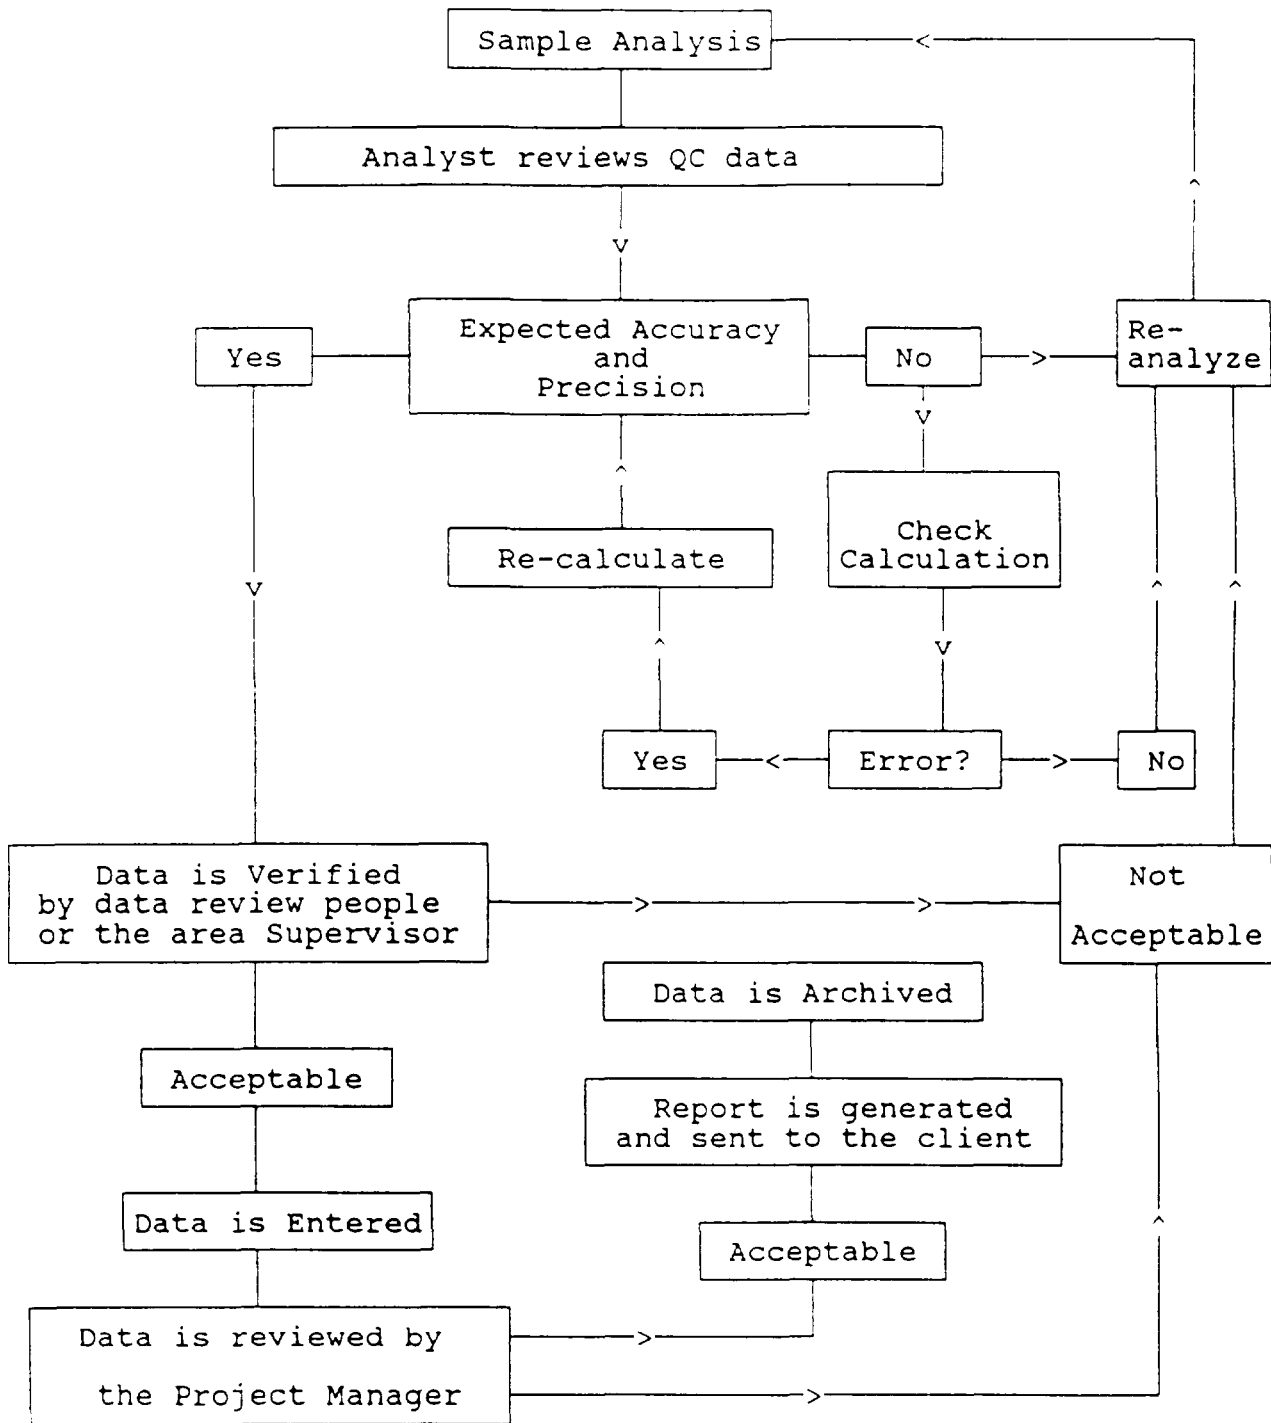 Sample Analysis
Analyst reviews QC data
Expected Accuracy
and
Precision
Yes
No
Re-
analyze
Check
Calculation
Re-calculate
Yes
Error?
No
Data is Verified
by data review people
or the area Supervisor
Not
Acceptable
Data is Archived
Acceptable
Report is generated
and sent to the client
Data is Entered
Acceptable
Data is reviewed by
the Project Manager